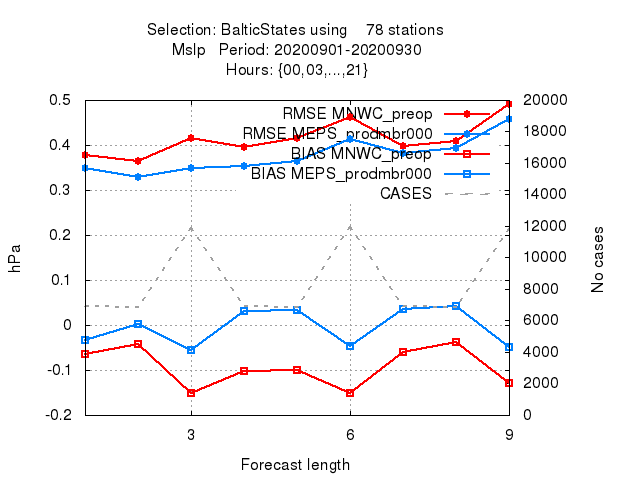 Selection: BalticStates using    78 stations
Mslp   Period: 20200901-20200930
Hours: {00,03,...,21}
RMSE MNWC_preop
RMSE MEPS_prodmbr000
BIAS MNWC_preop
BIAS MEPS_prodmbr000
CASES
hPa
0.5
0.4
0.3
0.2
0.1
0
-0.1
-0.2
20000
18000
16000
14000
12000
10000
8000
6000
4000
2000
0
No cases
3 6 9
Forecast length